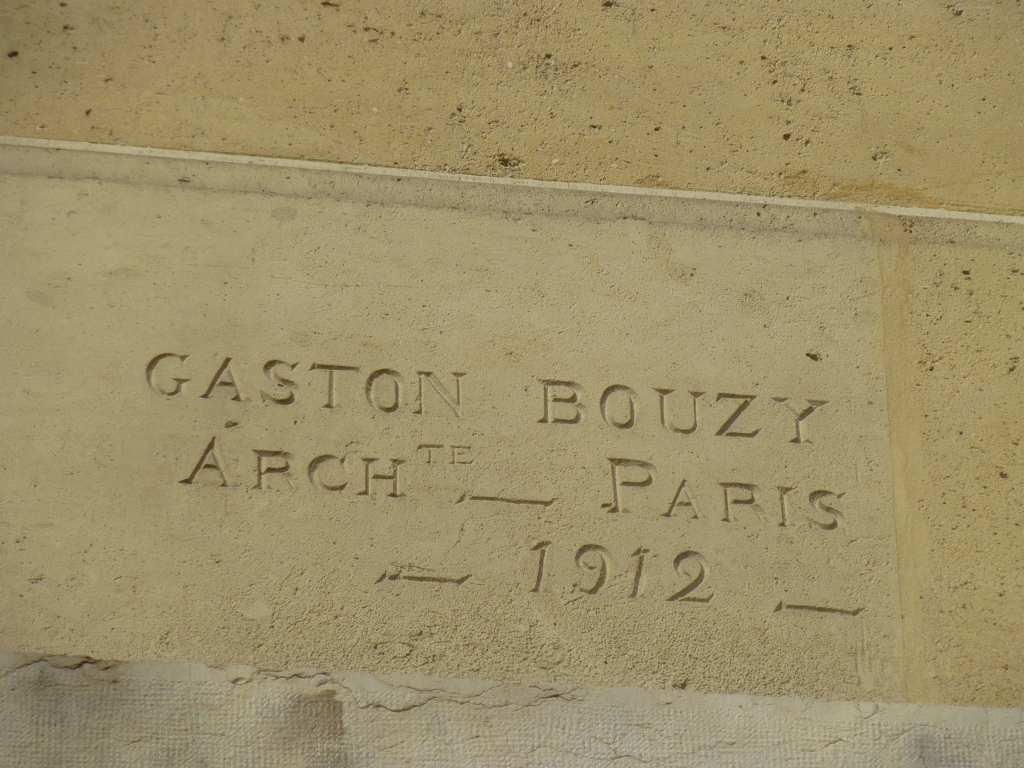 GASTON BOUZY
ARCHTE — PARIS
— 1912 —